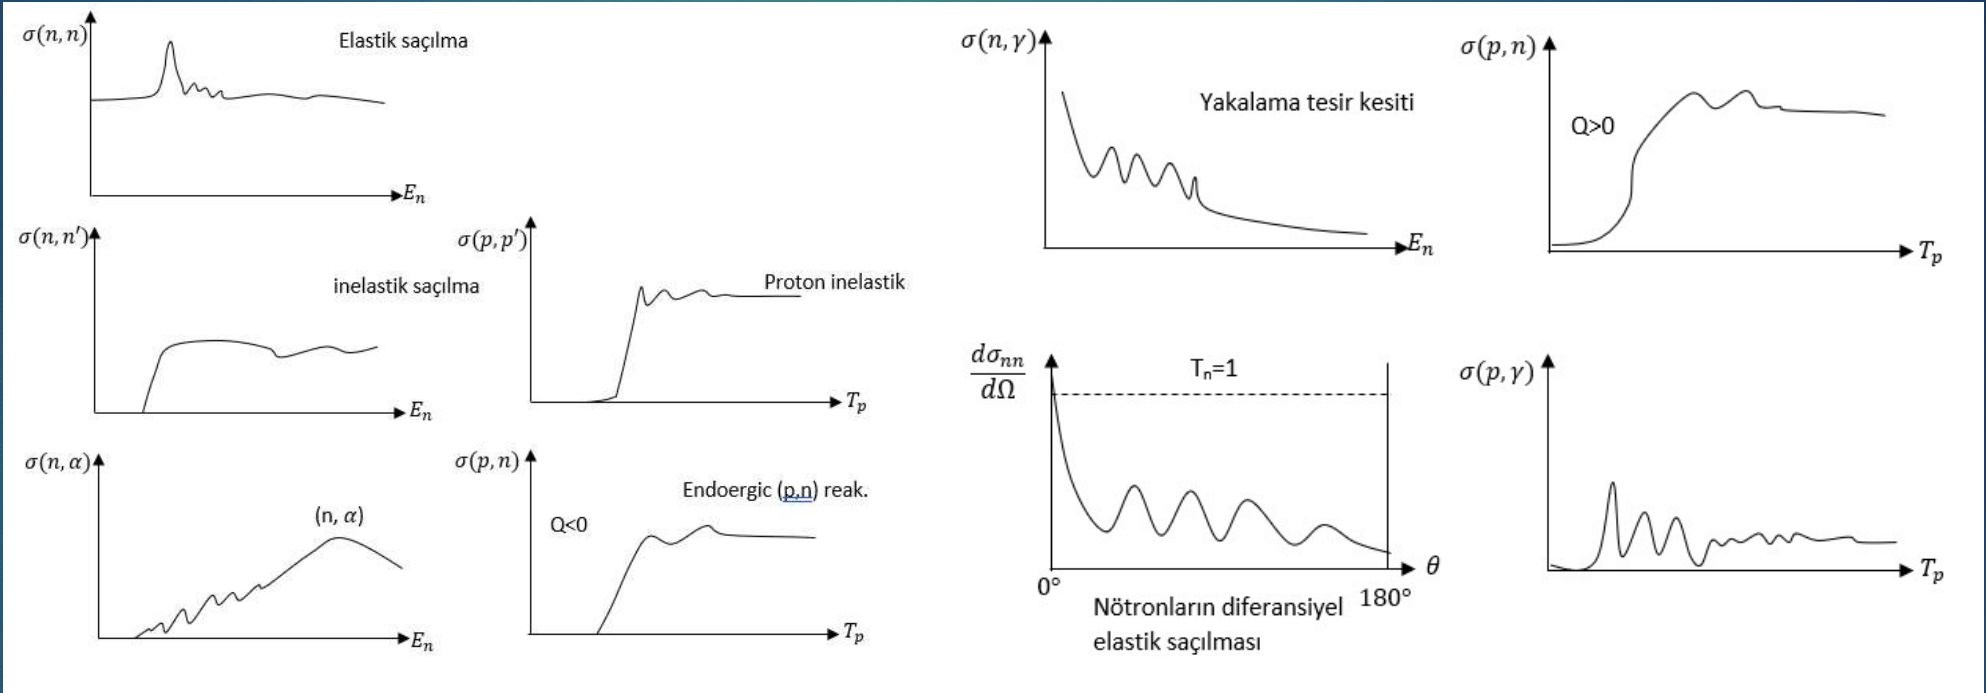 σ(n, n)
Elastik saçılma
E_n
σ(n, n′)
inelastik saçılma
E_n
σ(p, p′)
Proton inelastik
T_p
σ(n, α)
(n, α)
E_n
σ(p, n)
Endoergic (p,n) reak.
Q<0
T_p
σ(n, γ)
Yakalama tesir kesiti
E_n
σ(p, n)
Q>0
T_p
dσ_nn
dΩ
T_n=1
θ
0°
180°
Nötronların diferansiyel
elastik saçılması
σ(p, γ)
T_p